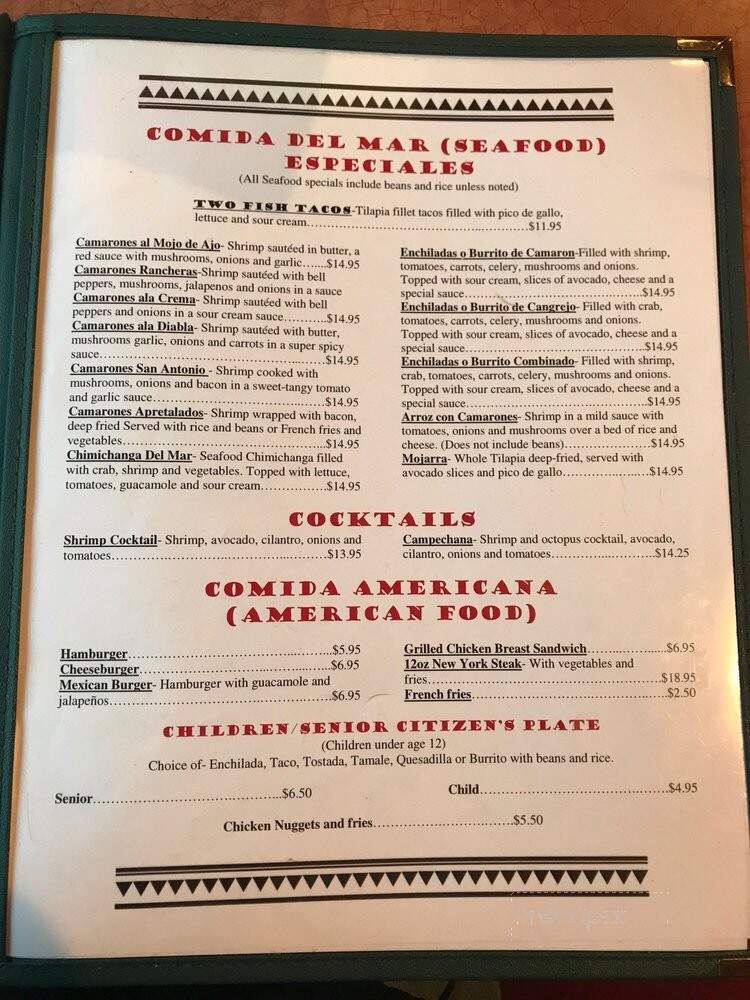 COMIDA DEL MAR (SEAFOOD)
ESPECIALES
(All Seafood specials include beans and rice unless noted)
TWO FISH TACOS-Tilapia fillet tacos filled with pico de gallo,
lettuce and sour cream..................................................$11.95
Camarones al Mojo de Ajo- Shrimp sautéed in butter, a
red sauce with mushrooms, onions and garlic.......$14.95
Camarones Rancheras-Shrimp sautéed with bell
peppers, mushrooms, jalapenos and onions in a sauce
Camarones ala Crema- Shrimp sautéed with bell
peppers and onions in a sour cream sauce...........$14.95
Camarones ala Diabla- Shrimp sautéed with butter,
mushrooms garlic, onions and carrots in a super spicy
sauce..........................................................$14.95
Camarones San Antonio - Shrimp cooked with
mushrooms, onions and bacon in a sweet-tangy tomato
and garlic sauce............................................$14.95
Camarones Apretalados- Shrimp wrapped with bacon,
deep fried Served with rice and beans or French fries and
vegetables....................................................$14.95
Chimichanga Del Mar- Seafood Chimichanga filled
with crab, shrimp and vegetables. Topped with lettuce,
tomatoes, guacamole and sour cream................$14.95
Enchiladas o Burrito de Camaron-Filled with shrimp,
tomatoes, carrots, celery, mushrooms and onions.
Topped with sour cream, slices of avocado, cheese and a
special sauce..............................................$14.95
Enchiladas o Burrito de Cangrejo- Filled with crab,
tomatoes, carrots, celery, mushrooms and onions.
Topped with sour cream, slices of avocado, cheese and a
special sauce..............................................$14.95
Enchiladas o Burrito Combinado- Filled with shrimp,
crab, tomatoes, carrots, celery, mushrooms and onions.
Topped with sour cream, slices of avocado, cheese and a
special sauce..............................................$14.95
Arroz con Camarones- Shrimp in a mild sauce with
tomatoes, onions and mushrooms over a bed of rice and
cheese. (Does not include beans).....................$14.95
Mojarra- Whole Tilapia deep-fried, served with
avocado slices and pico de gallo.....................$14.95
COCKTAILS
Shrimp Cocktail- Shrimp, avocado, cilantro, onions and
tomatoes.....................................................$13.95
Campechana- Shrimp and octopus cocktail, avocado,
cilantro, onions and tomatoes.........................$14.25
COMIDA AMERICANA
(AMERICAN FOOD)
Hamburger..................................................$5.95
Cheeseburger...............................................$6.95
Mexican Burger- Hamburger with guacamole and
jalapeños......................................................$6.95
Grilled Chicken Breast Sandwich...................$6.95
12oz New York Steak- With vegetables and
fries..........................................................$18.95
French fries................................................$2.50
CHILDREN/SENIOR CITIZEN'S PLATE
(Children under age 12)
Choice of- Enchilada, Taco, Tostada, Tamale, Quesadilla or Burrito with beans and rice.
Senior..............................................$6.50
Child..............................................$4.95
Chicken Nuggets and fries..................................$5.50